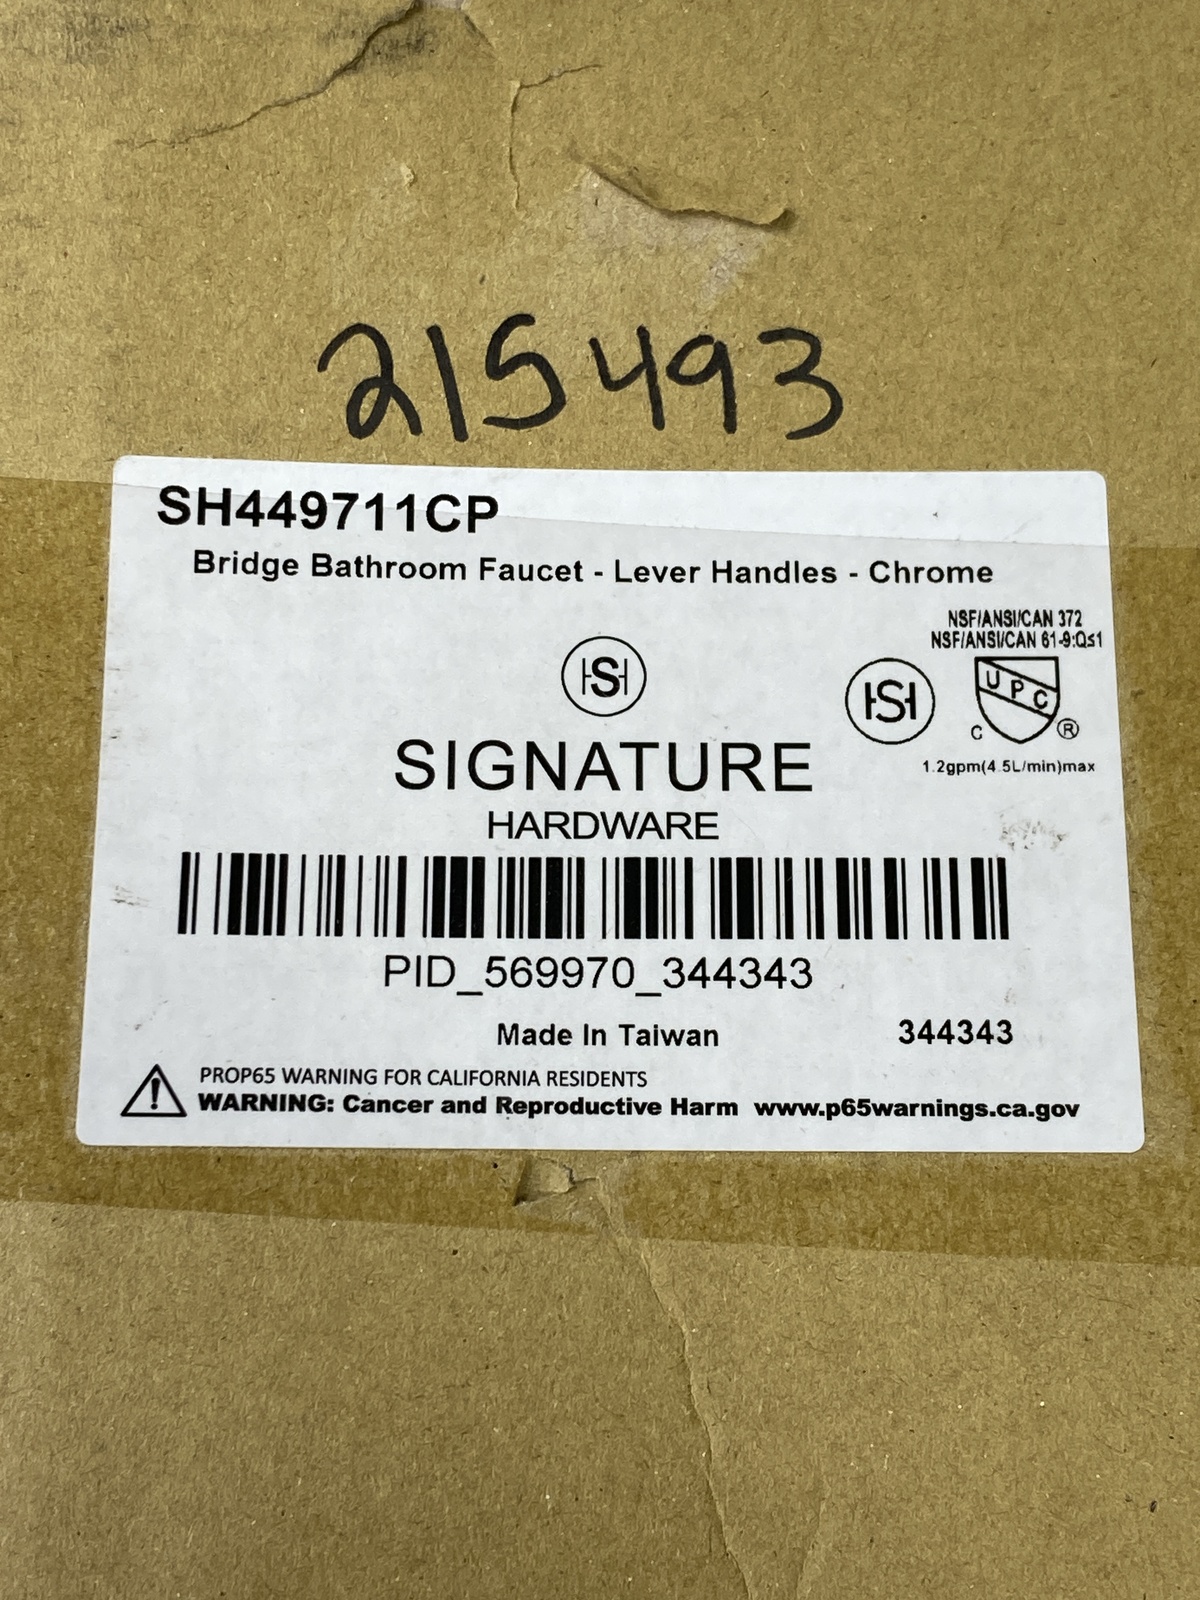 215493
SH449711CP
Bridge Bathroom Faucet - Lever Handles - Chrome
NSF/ANSI/CAN 372
NSF/ANSI/CAN 61-9:Q≤1
HSH
HSH
UPC
C
®
1.2gpm(4.5L/min)max
SIGNATURE
HARDWARE
PID_569970_344343
Made In Taiwan
344343
PROP65 WARNING FOR CALIFORNIA RESIDENTS
WARNING: Cancer and Reproductive Harm www.p65warnings.ca.gov